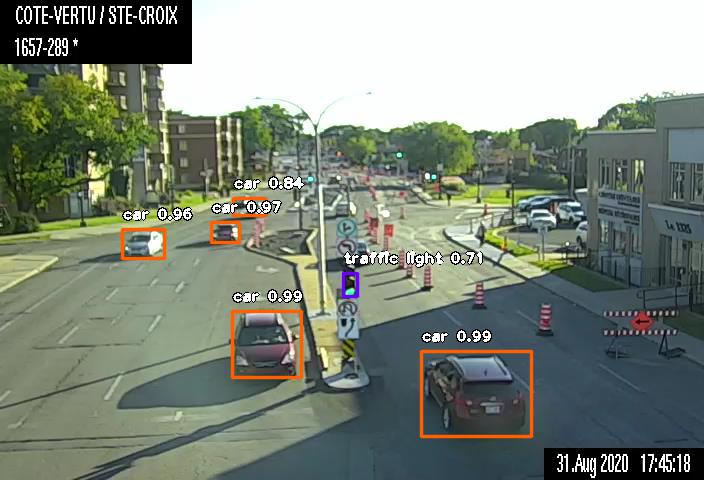 COTE-VERTU / STE-CROIX
1657-289 *
car 0.84
car 0.96
car 0.97
traffic light 0.71
car 0.99
car 0.99
31.Aug 2020 17:45:18